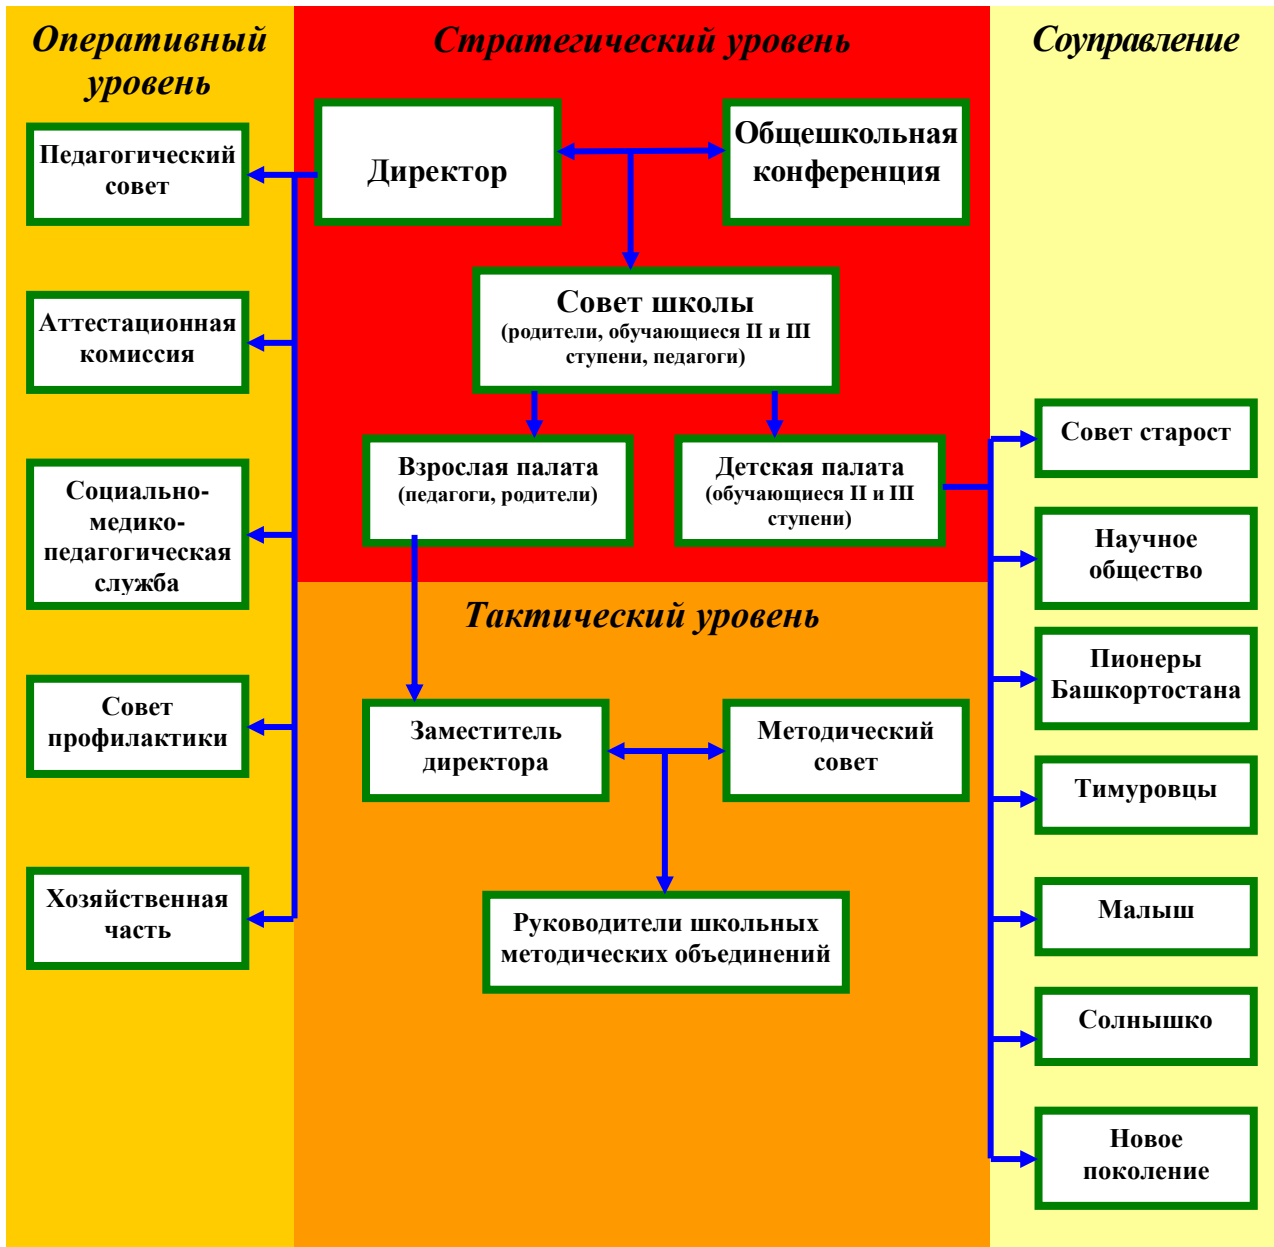 Оперативный
уровень
Педагогический
совет
Аттестационная
комиссия
Социально-
медико-
педагогическая
служба
Совет
профилактики
Хозяйственная
часть
Стратегический уровень
Директор
Общешкольная
конференция
Совет школы
(родители, обучающиеся II и III
ступени, педагоги)
Взрослая палата
(педагоги, родители)
Детская палата
(обучающиеся II и III
ступени)
Тактический уровень
Заместитель
директора
Методический
совет
Руководители школьных
методических объединений
Соуправление
Совет старост
Научное
общество
Пионеры
Башкортостана
Тимуровцы
Малыш
Солнышко
Новое
поколение